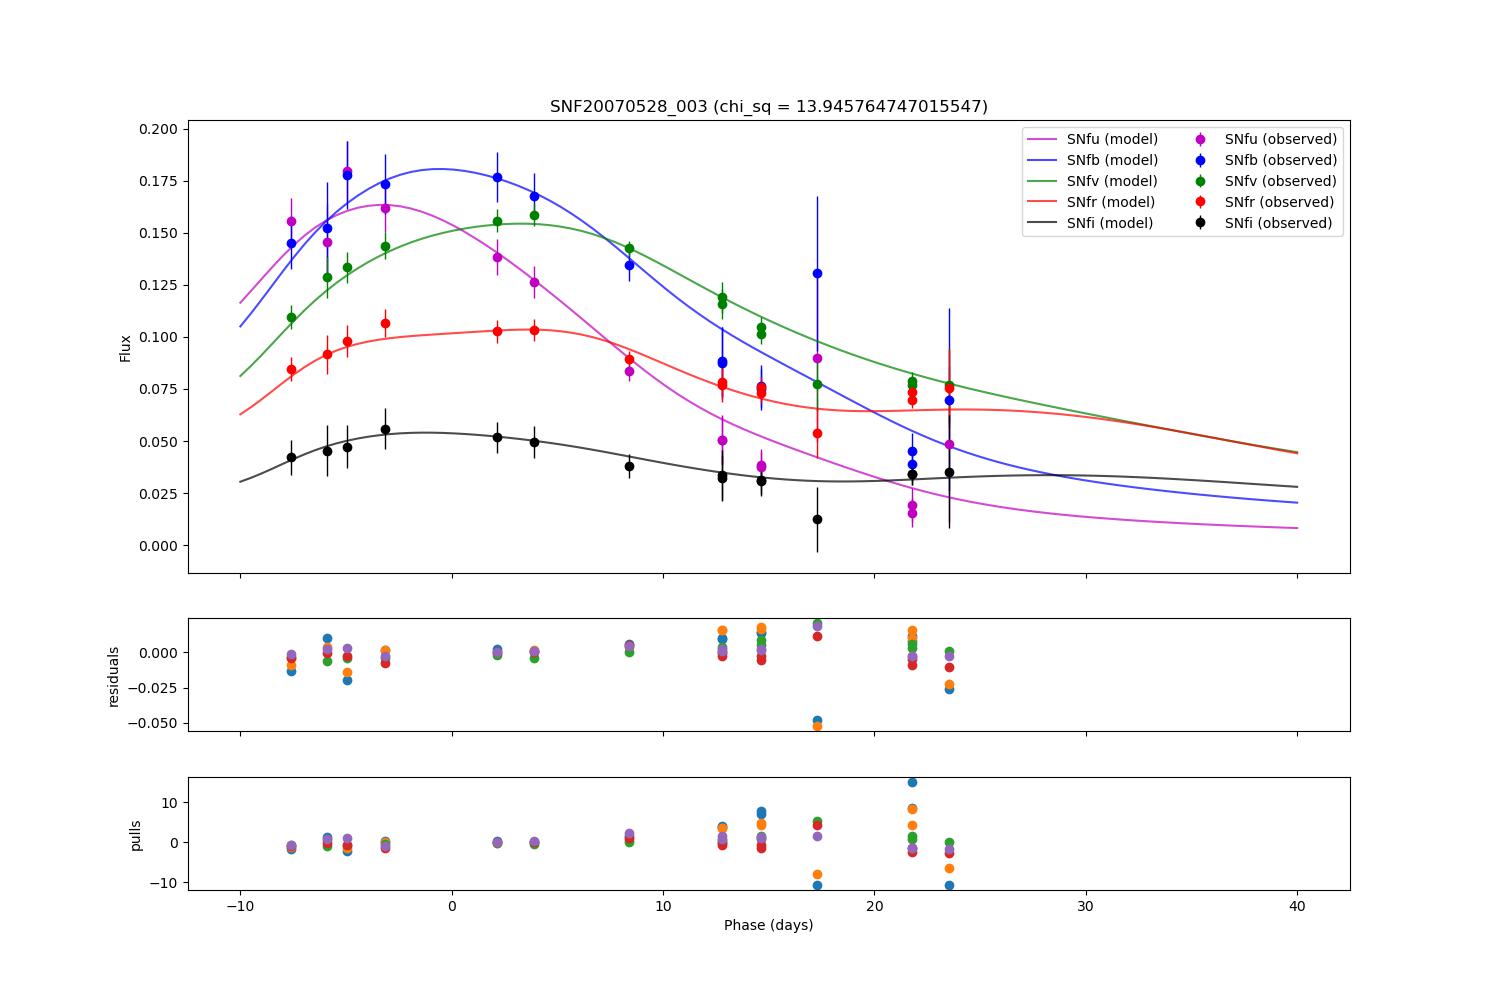 SNF20070528_003 (chi_sq = 13.945764747015547)
0.200
0.175
0.150
0.125
0.100
0.075
0.050
0.025
0.000
Flux
SNfu (model)
SNfb (model)
SNfv (model)
SNfr (model)
SNfi (model)
SNfu (observed)
SNfb (observed)
SNfv (observed)
SNfr (observed)
SNfi (observed)
0.000
−0.025
−0.050
residuals
10
0
−10
pulls
−10 0 10 20 30 40
Phase (days)